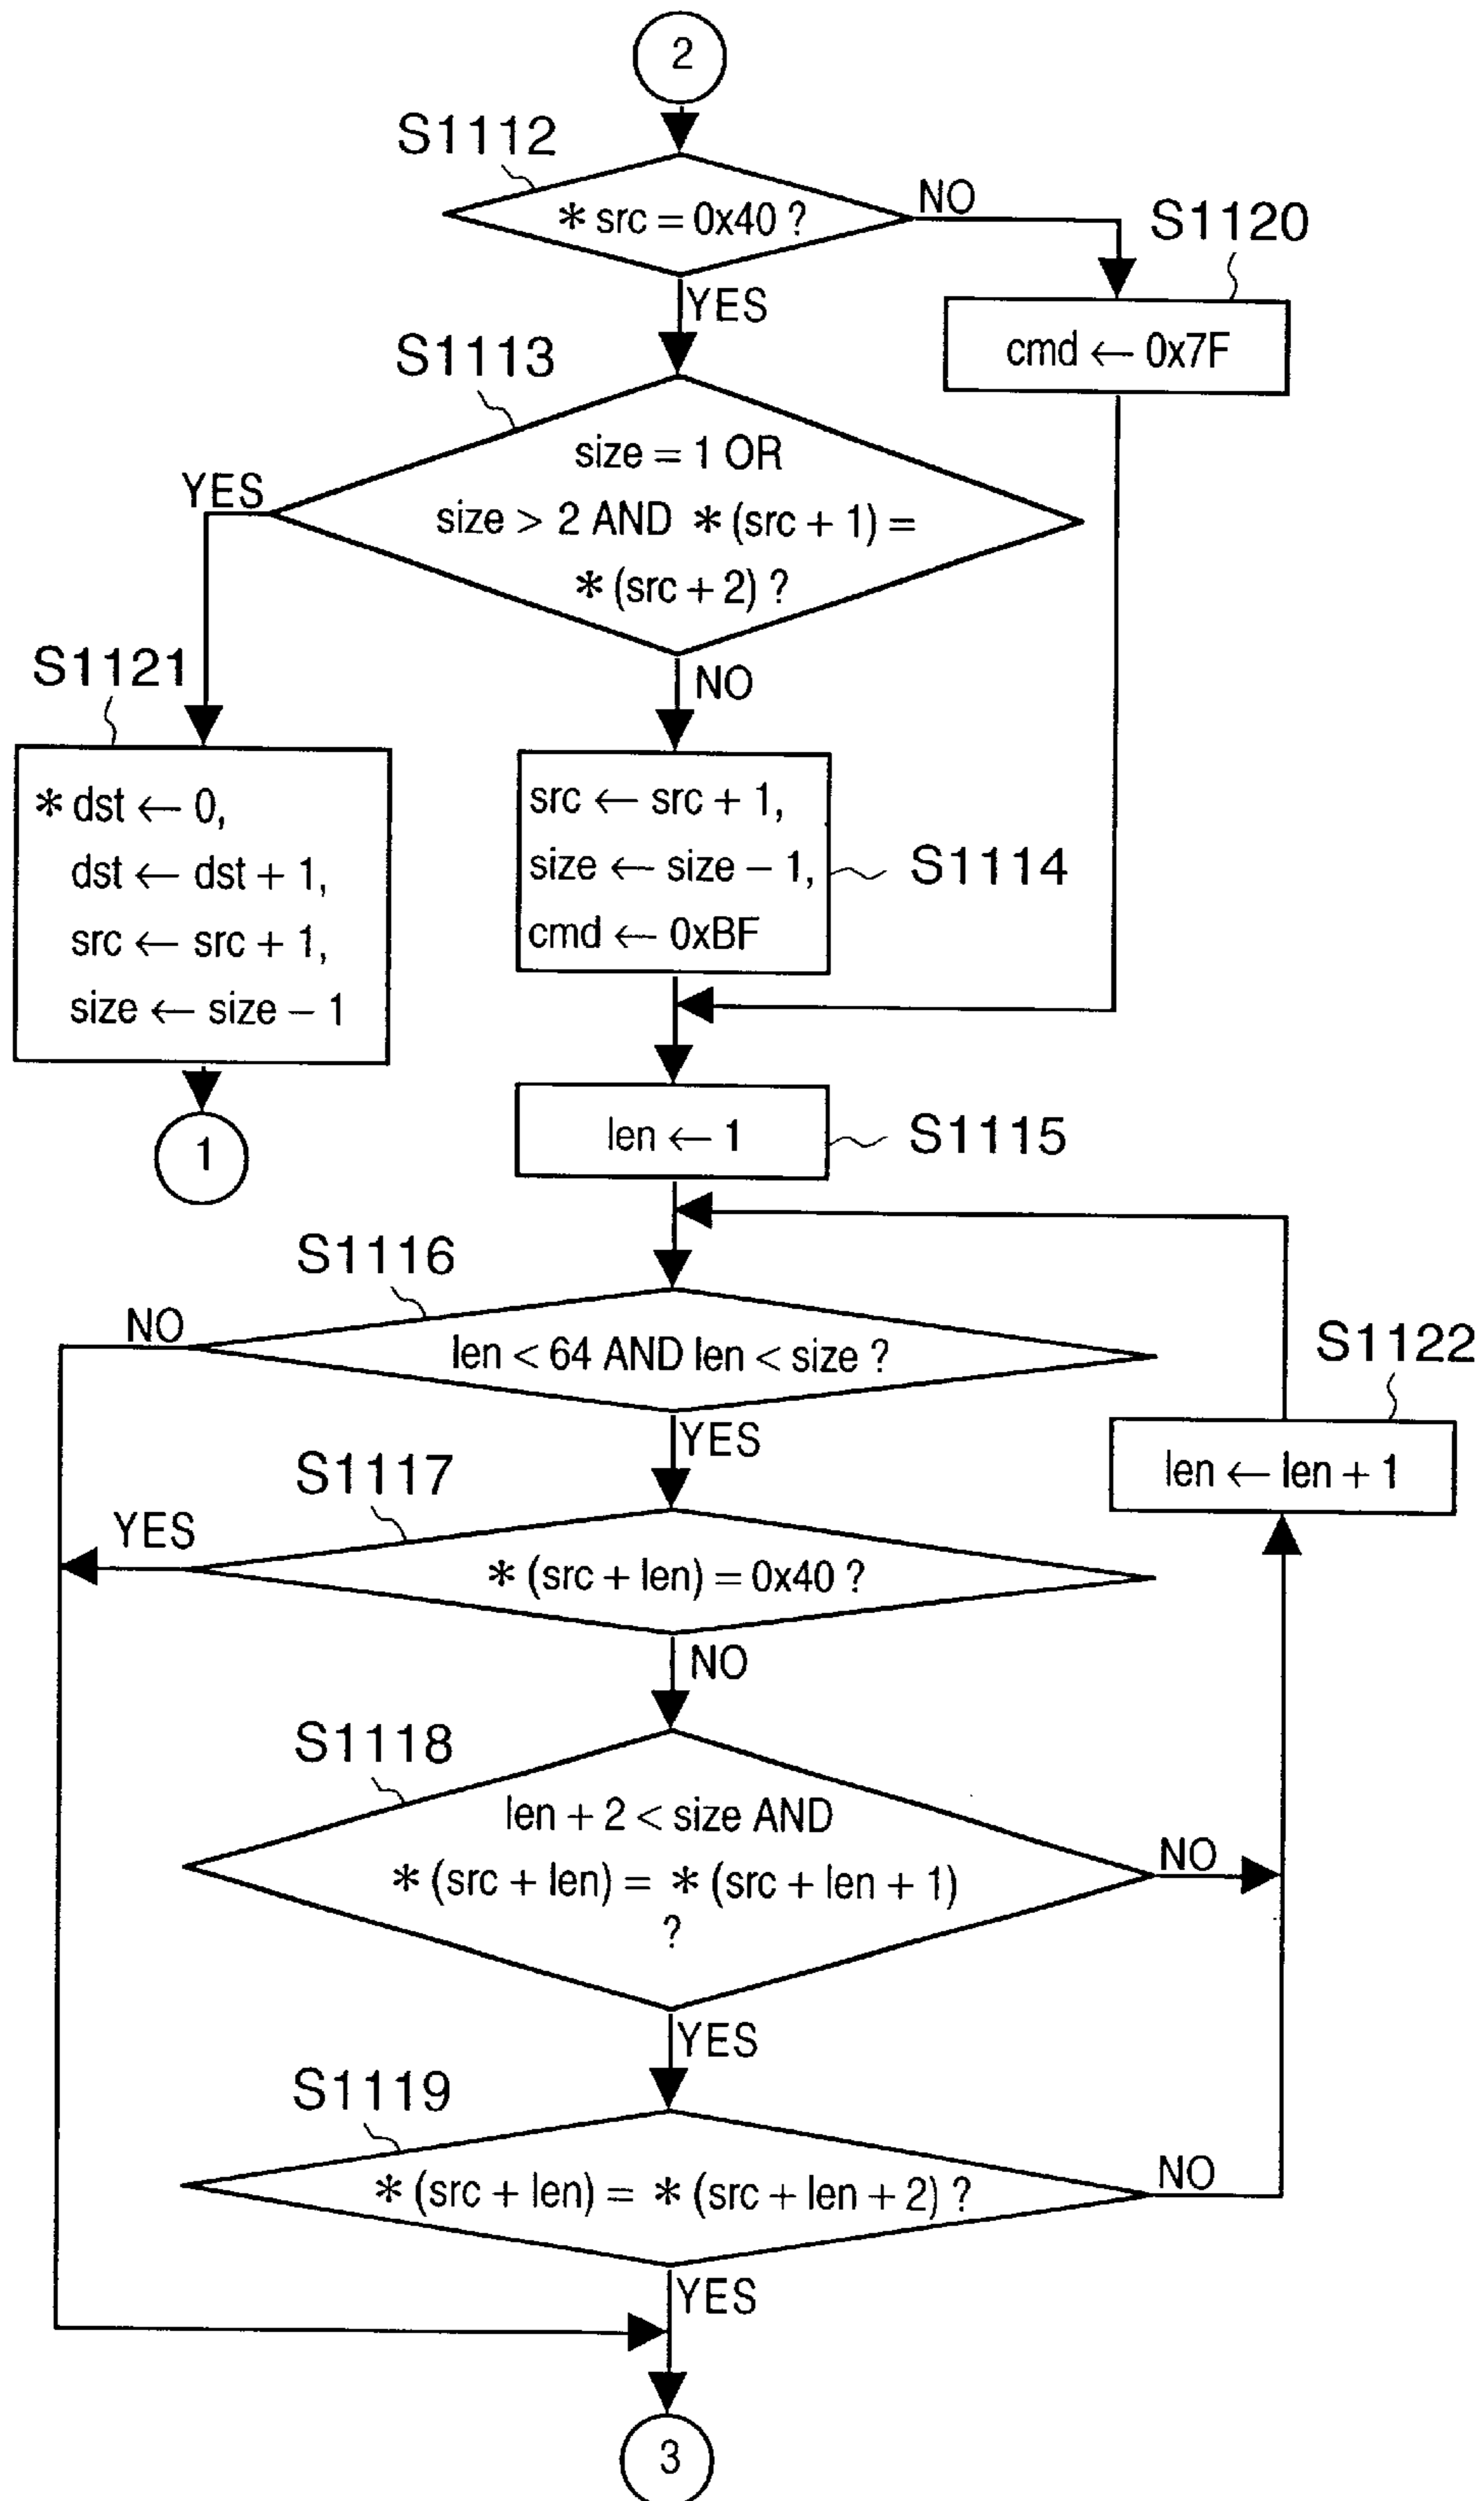 2
S1112
* src = 0x40 ?
NO
S1120
YES
cmd ← 0x7F
S1113
size = 1 OR
size > 2 AND * (src + 1) =
* (src + 2) ?
YES
NO
S1121
* dst ← 0,
dst ← dst + 1,
src ← src + 1,
size ← size – 1
src ← src + 1,
size ← size – 1,
cmd ← 0xBF
S1114
1
len ← 1
S1115
S1116
NO
len < 64 AND len < size ?
S1122
YES
len ← len + 1
S1117
YES
* (src + len) = 0x40 ?
NO
S1118
len + 2 < size AND
* (src + len) = * (src + len + 1)
?
NO
YES
S1119
* (src + len) = * (src + len + 2) ?
NO
YES
3